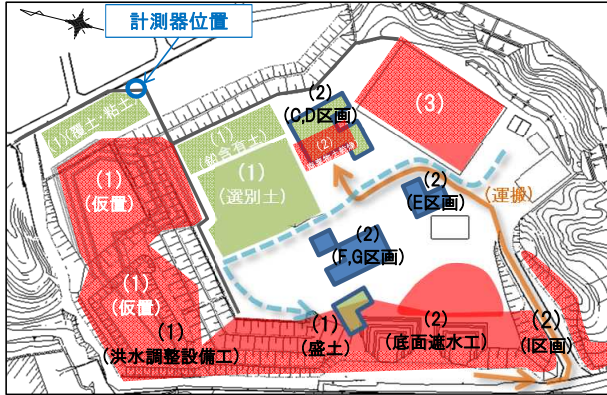 計測器位置
(1)(覆土・粘土)
(1)
(鉛含有土)
(2)
(C,D区画)
(2)
(3)
(1)
(選別土)
(1)
(仮置)
(2)
(E区画)
(運搬)
(2)
(F,G区画)
(1)
(仮置)
(1)
(洪水調整設備工)
(1)
(盛土)
(2)
(底面遮水工)
(2)
(I区画)